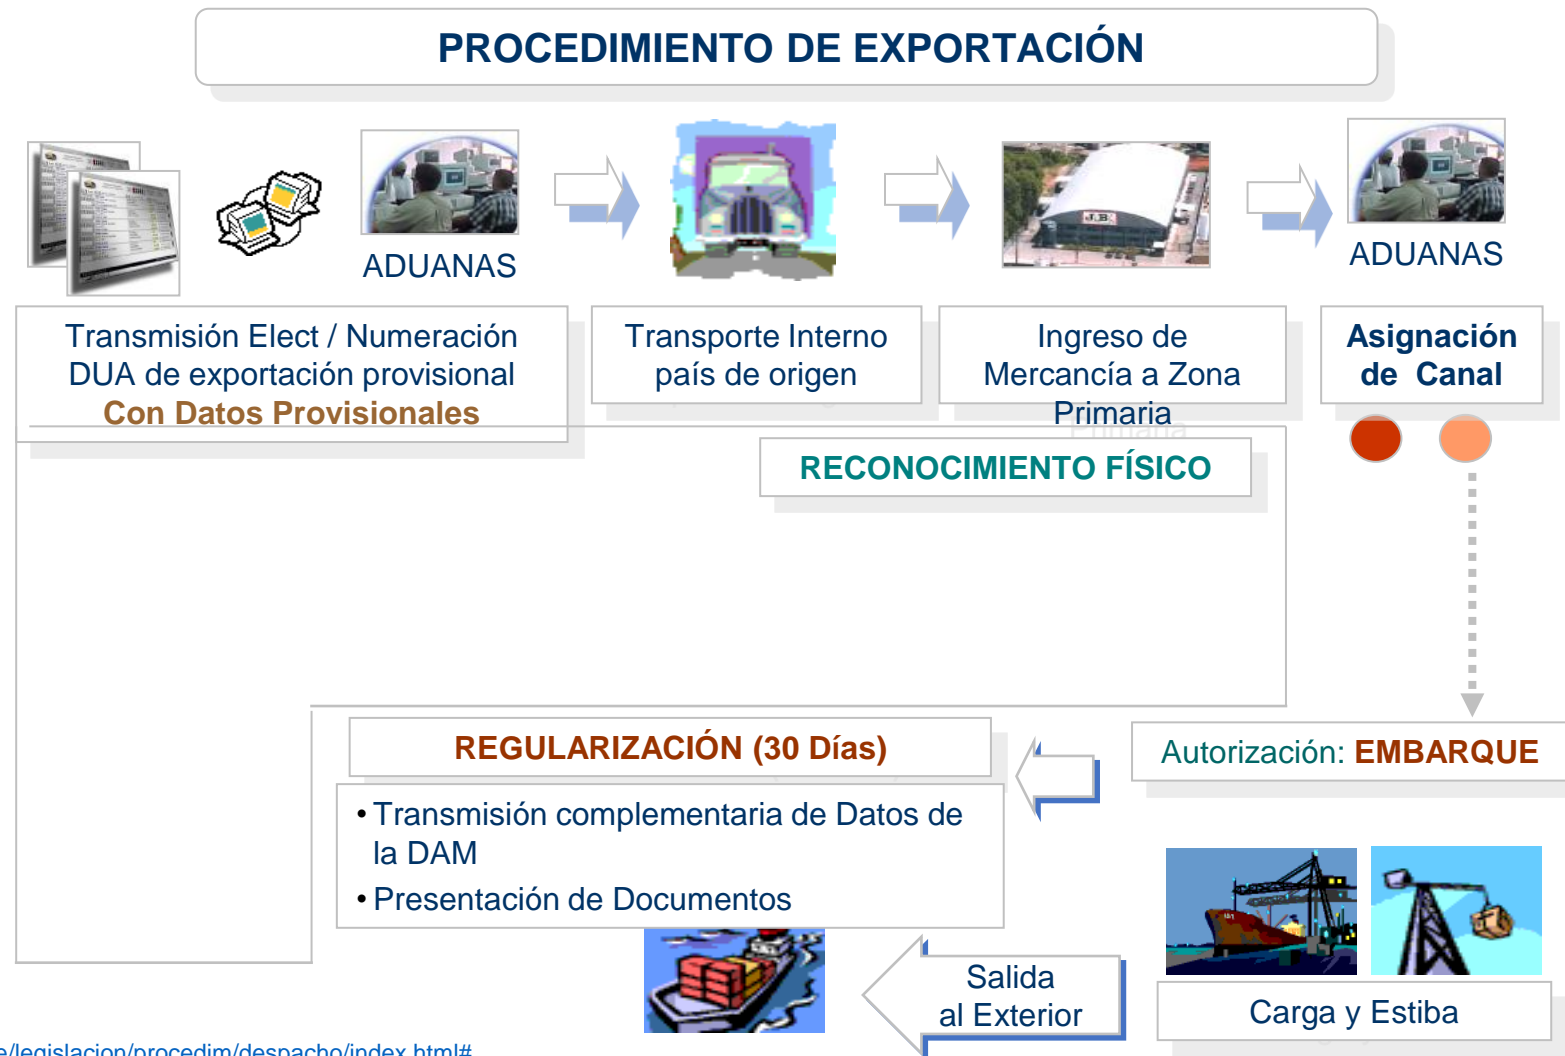 PROCEDIMIENTO DE EXPORTACIÓN
ADUANAS
J.B.
ADUANAS
Transmisión Elect / Numeración
DUA de exportación provisional
Con Datos Provisionales
Transporte Interno
país de origen
Ingreso de
Mercancía a Zona
Primaria
Asignación
de Canal
RECONOCIMIENTO FÍSICO
REGULARIZACIÓN (30 Días)
• Transmisión complementaria de Datos de
la DAM
• Presentación de Documentos
Autorización: EMBARQUE
Salida
al Exterior
Carga y Estiba
e/legislacion/procedim/despacho/index.html#